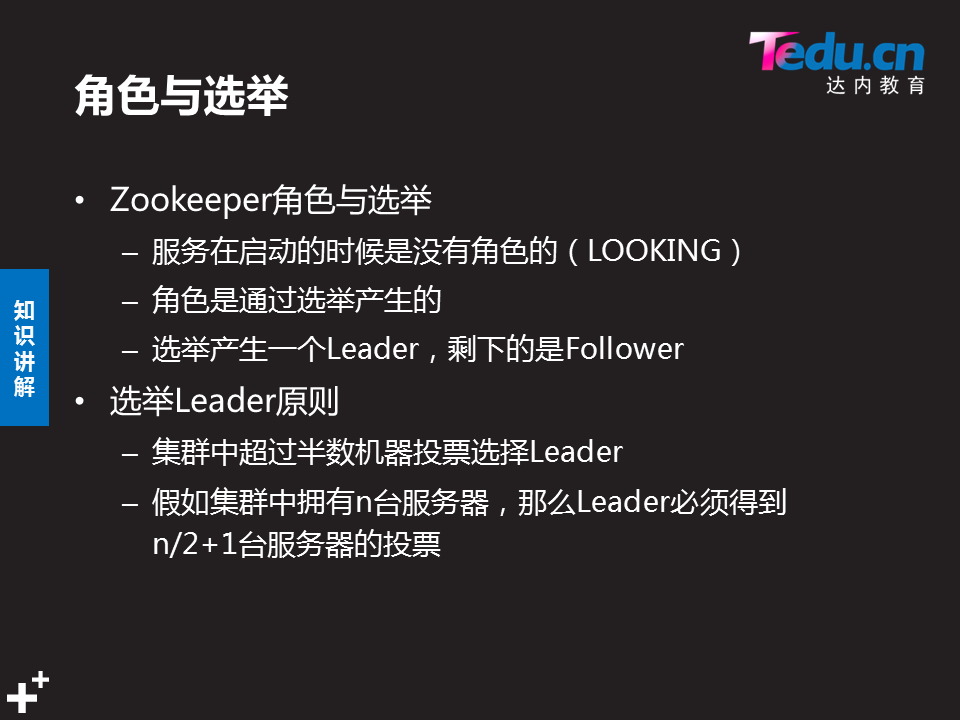 Tedu.cn
达内教育
角色与选举
• Zookeeper角色与选举
– 服务在启动的时候是没有角色的（LOOKING）
– 角色是通过选举产生的
– 选举产生一个Leader，剩下的是Follower
• 选举Leader原则
– 集群中超过半数机器投票选择Leader
– 假如集群中拥有n台服务器，那么Leader必须得到
n/2+1台服务器的投票
知
识
讲
解